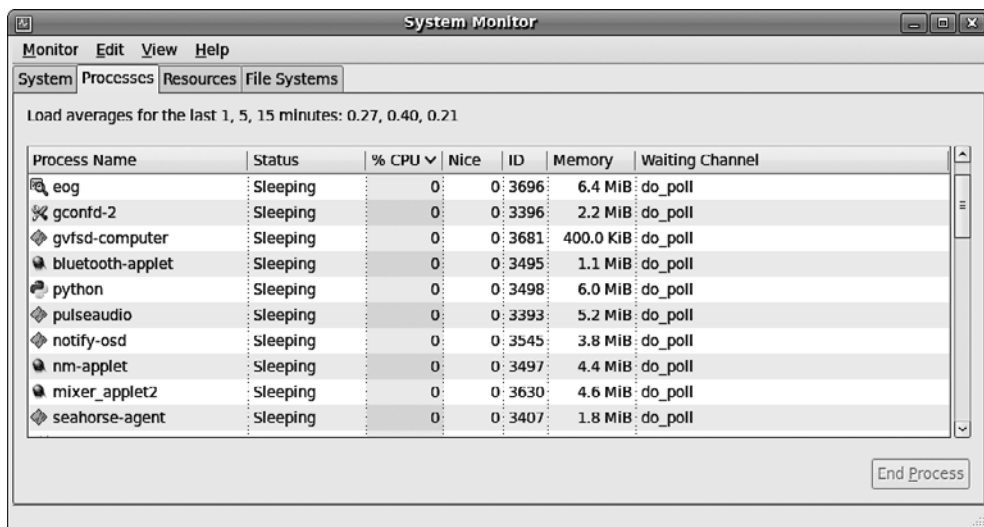 System Monitor
Monitor Edit View Help
System Processes Resources File Systems
Load averages for the last 1, 5, 15 minutes: 0.27, 0.40, 0.21
Process Name Status % CPU Nice ID Memory Waiting Channel
eog Sleeping 0 0 3696 6.4 MiB do_poll
gconfd-2 Sleeping 0 0 3396 2.2 MiB do_poll
gvfsd-computer Sleeping 0 0 3681 400.0 KiB do_poll
bluetooth-applet Sleeping 0 0 3495 1.1 MiB do_poll
python Sleeping 0 0 3498 6.0 MiB do_poll
pulseaudio Sleeping 0 0 3393 5.2 MiB do_poll
notify-osd Sleeping 0 0 3545 3.8 MiB do_poll
nm-applet Sleeping 0 0 3497 4.4 MiB do_poll
mixer_applet2 Sleeping 0 0 3630 4.6 MiB do_poll
seahorse-agent Sleeping 0 0 3407 1.8 MiB do_poll
End Process